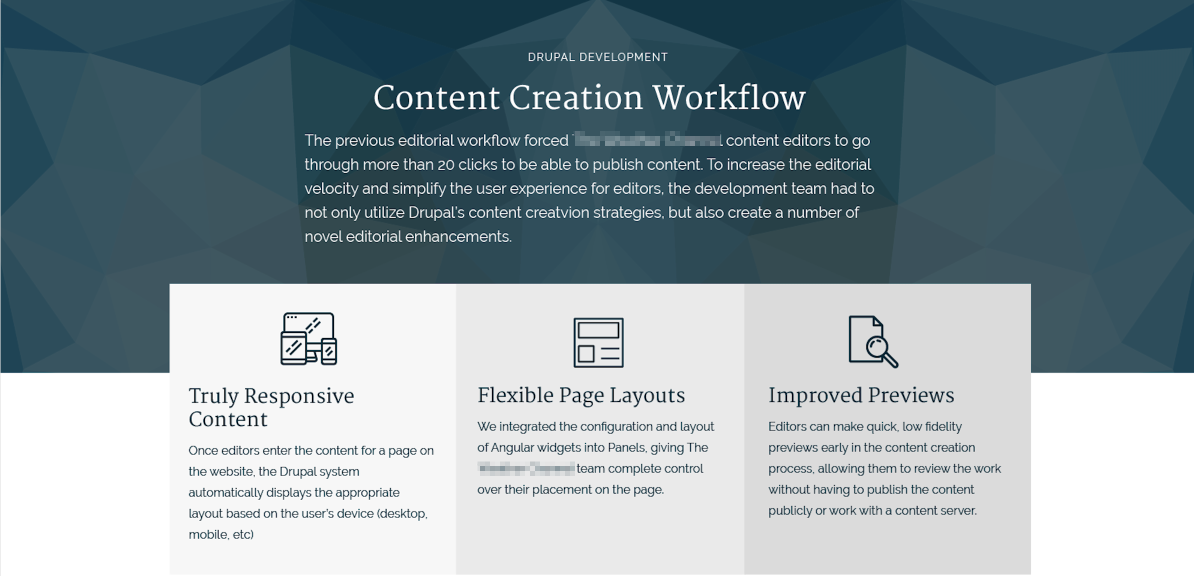 DRUPAL DEVELOPMENT
Content Creation Workflow
The previous editorial workflow forced content editors to go
through more than 20 clicks to be able to publish content. To increase the editorial
velocity and simplify the user experience for editors, the development team had to
not only utilize Drupal's content creatvion strategies, but also create a number of
novel editorial enhancements.
Truly Responsive
Content
Once editors enter the content for a page on
the website, the Drupal system
automatically displays the appropriate
layout based on the user's device (desktop,
mobile, etc)
Flexible Page Layouts
We integrated the configuration and layout
of Angular widgets into Panels, giving The
team complete control
over their placement on the page.
Improved Previews
Editors can make quick, low fidelity
previews early in the content creation
process, allowing them to review the work
without having to publish the content
publicly or work with a content server.